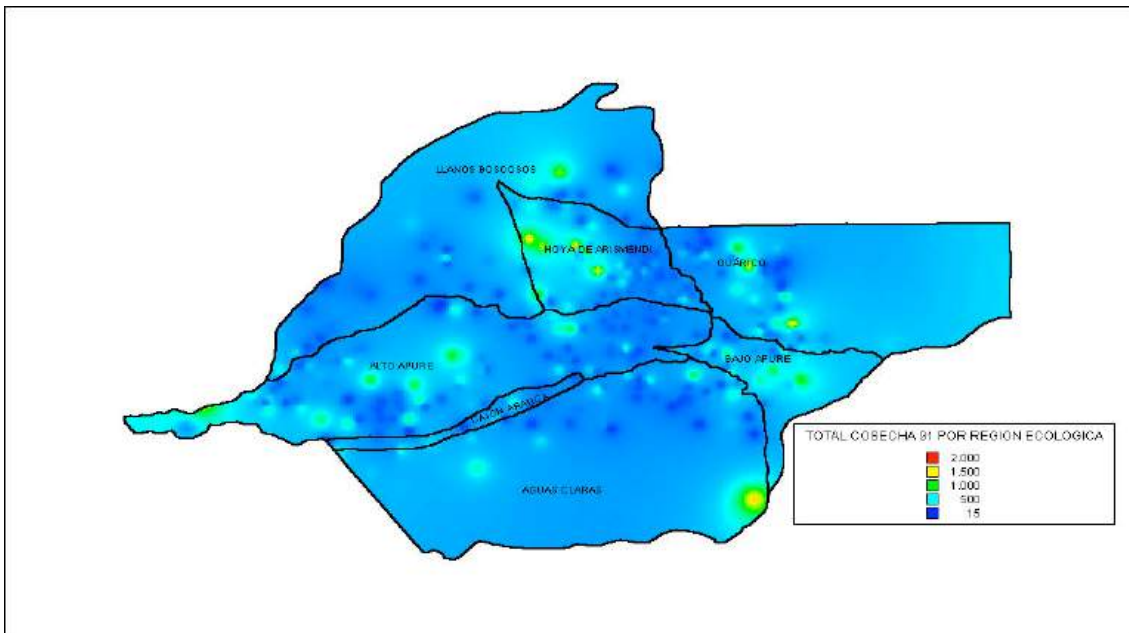 LLANOS BOSCOSOS
HOYA DE ARISMENDI
GUÁRICO
BAJO APURE
ALTO APURE
CAJON ARAUCA
AGUAS CLARAS
TOTAL COSECHA 91 POR REGION ECOLOGICA
2.000
1.500
1.000
500
15